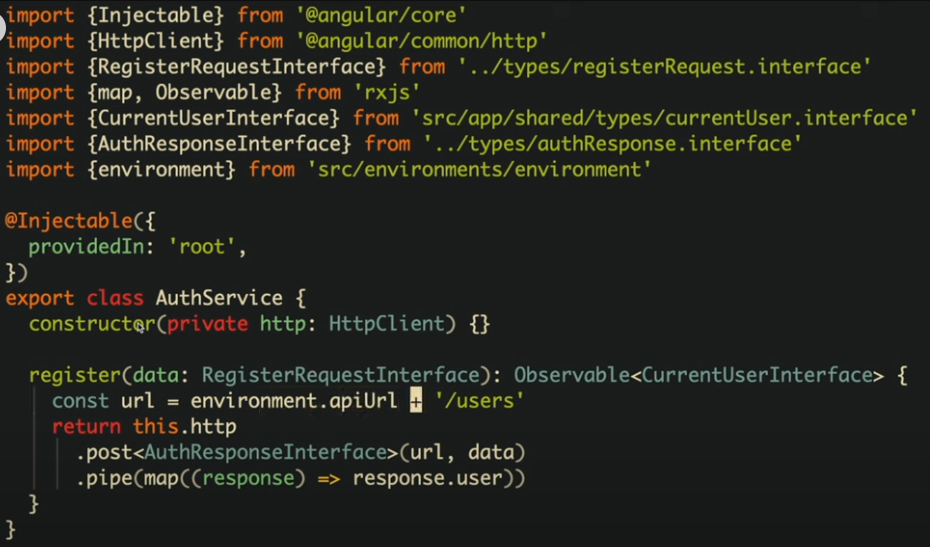 import {Injectable} from '@angular/core'
import {HttpClient} from '@angular/common/http'
import {RegisterRequestInterface} from '../types/registerRequest.interface'
import {map, Observable} from 'rxjs'
import {CurrentUserInterface} from 'src/app/shared/types/currentUser.interface'
import {AuthResponseInterface} from '../types/authResponse.interface'
import {environment} from 'src/environments/environment'

@Injectable({
  providedIn: 'root',
})
export class AuthService {
  constructor(private http: HttpClient) {}

  register(data: RegisterRequestInterface): Observable<CurrentUserInterface> {
    const url = environment.apiUrl + '/users'
    return this.http
      .post<AuthResponseInterface>(url, data)
      .pipe(map((response) => response.user))
  }
}